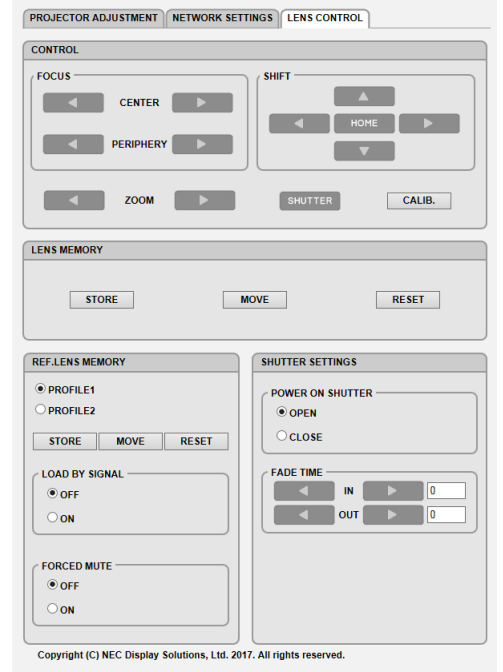 PROJECTOR ADJUSTMENT NETWORK SETTINGS LENS CONTROL
CONTROL
FOCUS
CENTER
PERIPHERY
SHIFT
HOME
ZOOM
SHUTTER
CALIB.
LENS MEMORY
STORE MOVE RESET
REF.LENS MEMORY
PROFILE1
PROFILE2
STORE MOVE RESET
LOAD BY SIGNAL
OFF
ON
FORCED MUTE
OFF
ON
SHUTTER SETTINGS
POWER ON SHUTTER
OPEN
CLOSE
FADE TIME
IN 0
OUT 0
Copyright (C) NEC Display Solutions, Ltd. 2017. All rights reserved.